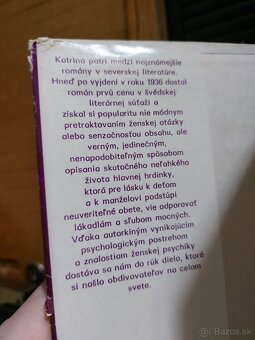 Katrina patrí medzi najznámejšie
romány v severskej literatúre.
Hneď po vyjdení v roku 1936 dostal
román prvú cenu v švédskej
literárnej súťaži a
získal si popularitu nie módnym
pretraktovaním ženskej otázky
alebo senzačnosťou obsahu, ale
verným, jedinečným,
nenapodobiteľným spôsobom
opísania skutočného neľahkého
života hlavnej hrdinky,
ktorá pre lásku k deťom
a k manželovi podstúpi
neuveriteľné obete, vie odporovať
lákadlám a sľubom mocných.
Vďaka autorkiným vynikajúcim
psychologickým postrehom
a znalostiam ženskej psychiky
dostáva sa nám do rúk dielo, ktoré
si našlo obdivovateľov na celom
svete.
Bazos.sk